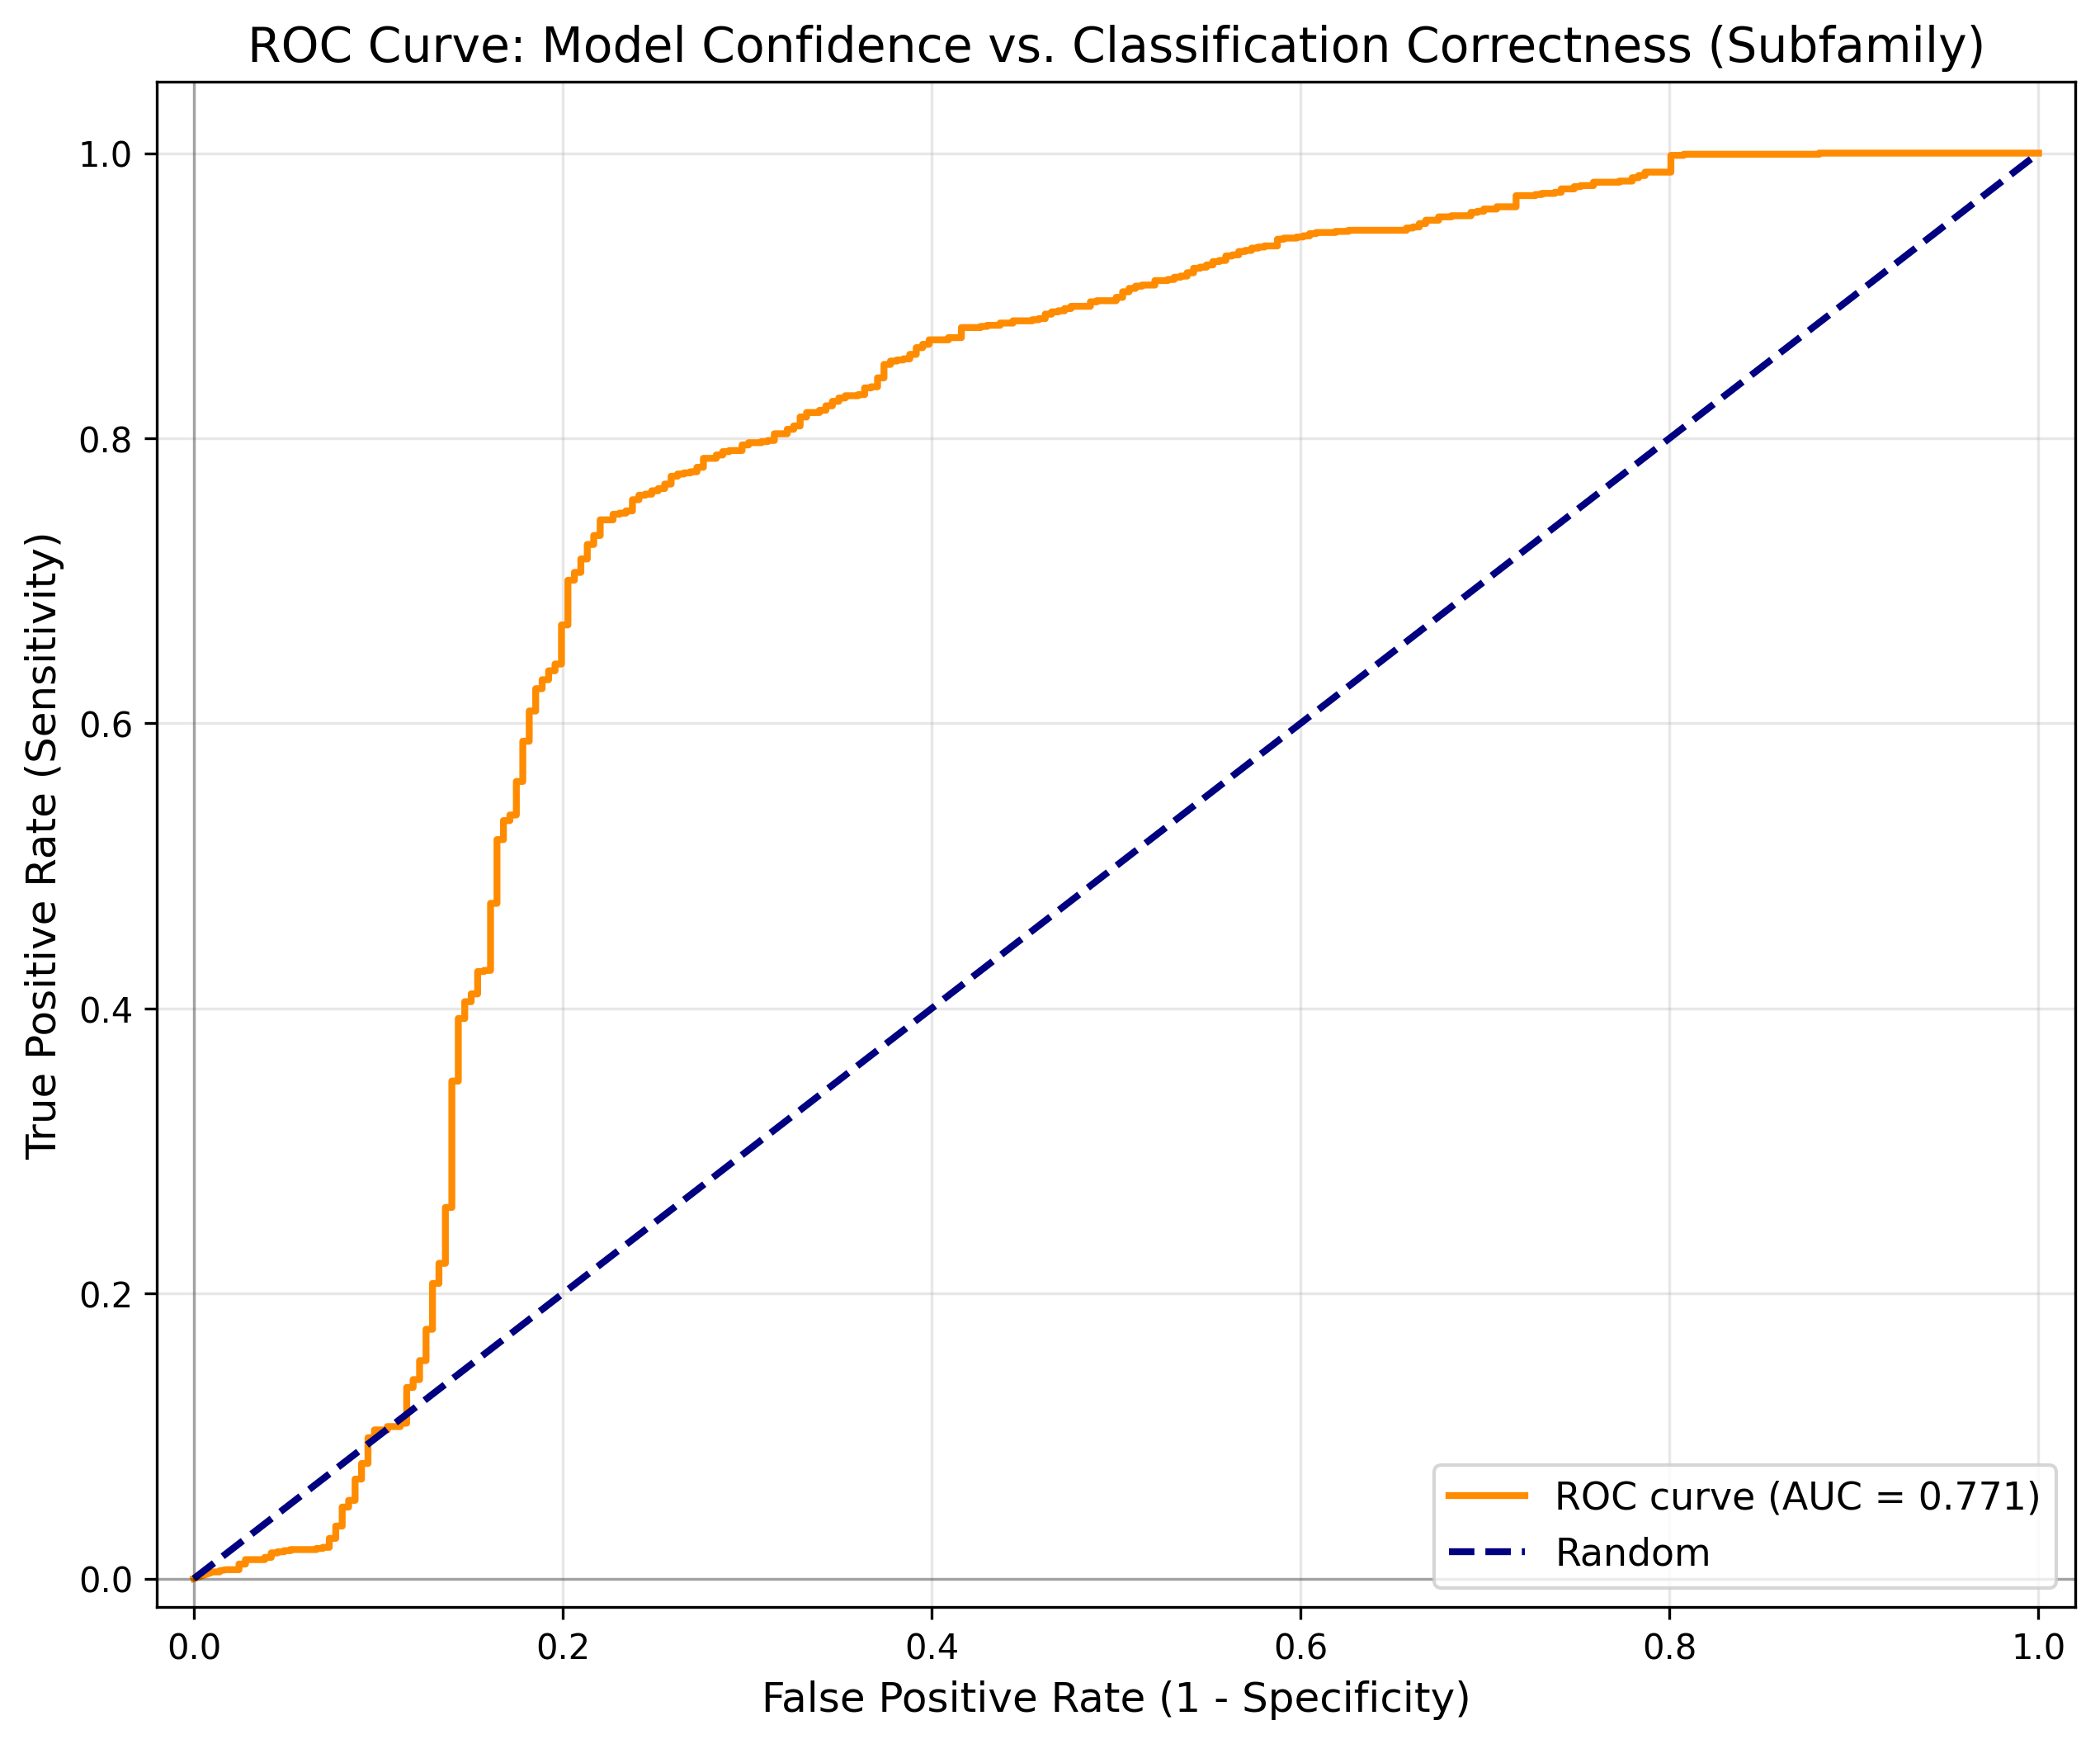 ROC Curve: Model Confidence vs. Classification Correctness (Subfamily)
True Positive Rate (Sensitivity)
1.0
0.8
0.6
0.4
0.2
0.0
0.0 0.2 0.4 0.6 0.8 1.0
False Positive Rate (1 - Specificity)
ROC curve (AUC = 0.771)
Random